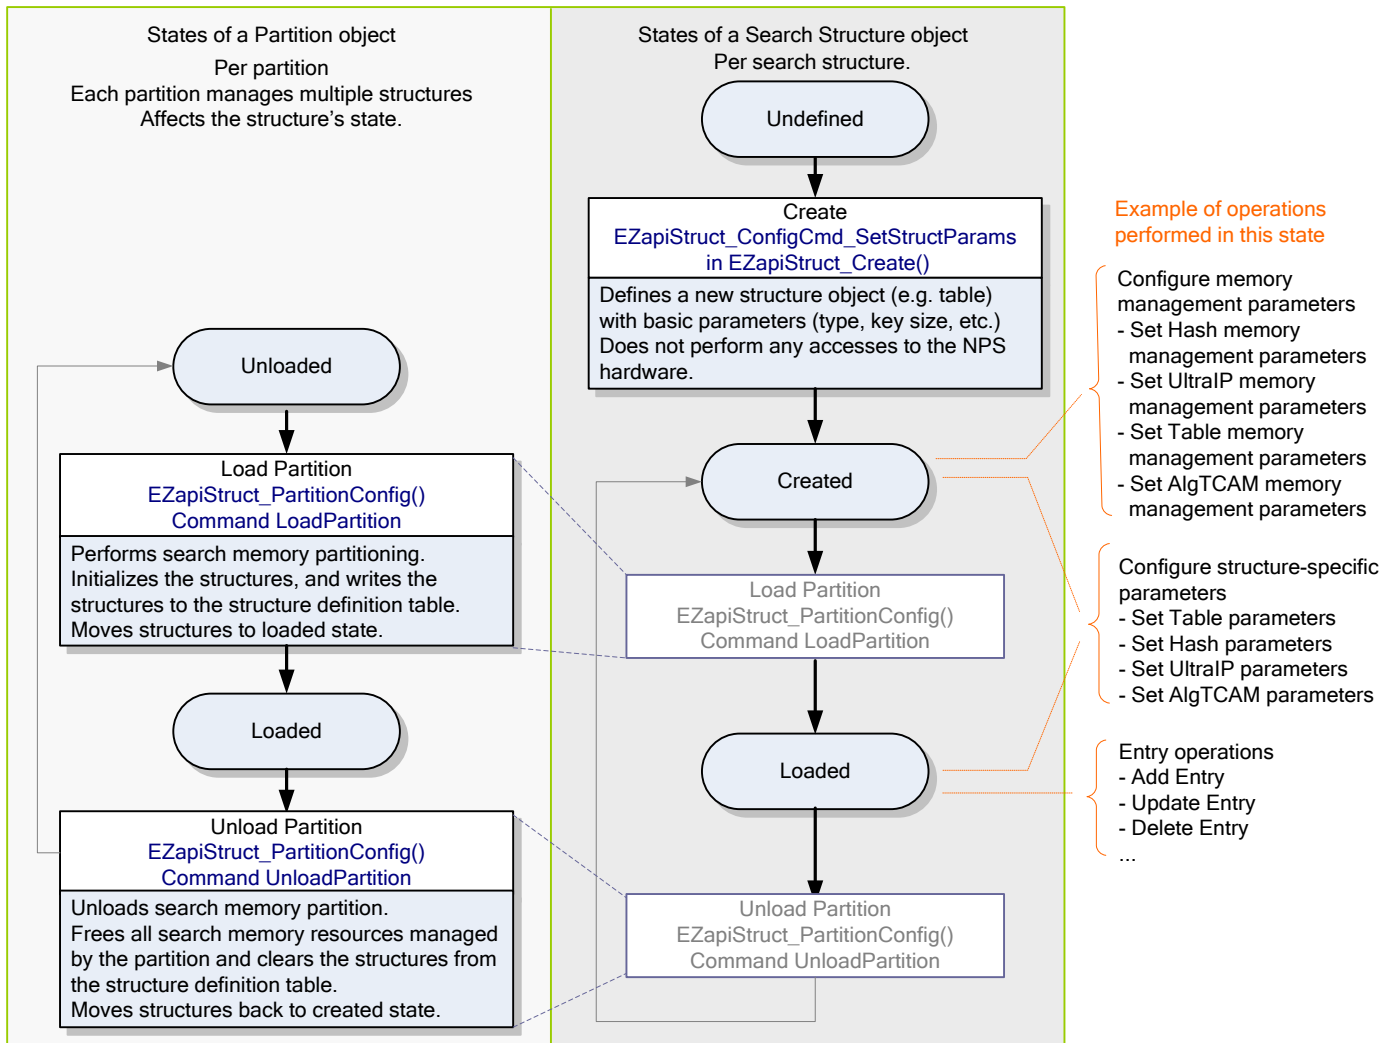 States of a Partition object
Per partition
Each partition manages multiple structures
Affects the structure's state.
Unloaded
Load Partition
EZapiStruct_PartitionConfig()
Command LoadPartition
Performs search memory partitioning.
Initializes the structures, and writes the
structures to the structure definition table.
Moves structures to loaded state.
Loaded
Unload Partition
EZapiStruct_PartitionConfig()
Command UnloadPartition
Unloads search memory partition.
Frees all search memory resources managed
by the partition and clears the structures from
the structure definition table.
Moves structures back to created state.
States of a Search Structure object
Per search structure.
Undefined
Create
EZapiStruct_ConfigCmd_SetStructParams
in EZapiStruct_Create()
Defines a new structure object (e.g. table)
with basic parameters (type, key size, etc.)
Does not perform any accesses to the NPS
hardware.
Created
Load Partition
EZapiStruct_PartitionConfig()
Command LoadPartition
Loaded
Unload Partition
EZapiStruct_PartitionConfig()
Command UnloadPartition
Example of operations
performed in this state
Configure memory
management parameters
- Set Hash memory
management parameters
- Set UltraIP memory
management parameters
- Set Table memory
management parameters
- Set AlgTCAM memory
management parameters
Configure structure-specific
parameters
- Set Table parameters
- Set Hash parameters
- Set UltraIP parameters
- Set AlgTCAM parameters
Entry operations
- Add Entry
- Update Entry
- Delete Entry
...